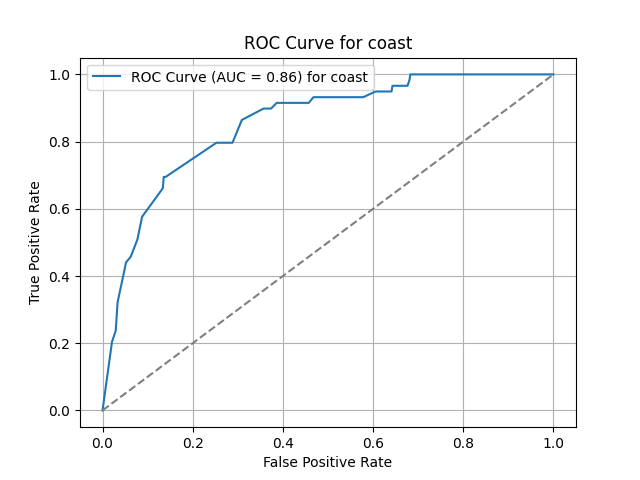 ROC Curve for coast
ROC Curve (AUC = 0.86) for coast
True Positive Rate
1.0
0.8
0.6
0.4
0.2
0.0
0.0 0.2 0.4 0.6 0.8 1.0
False Positive Rate